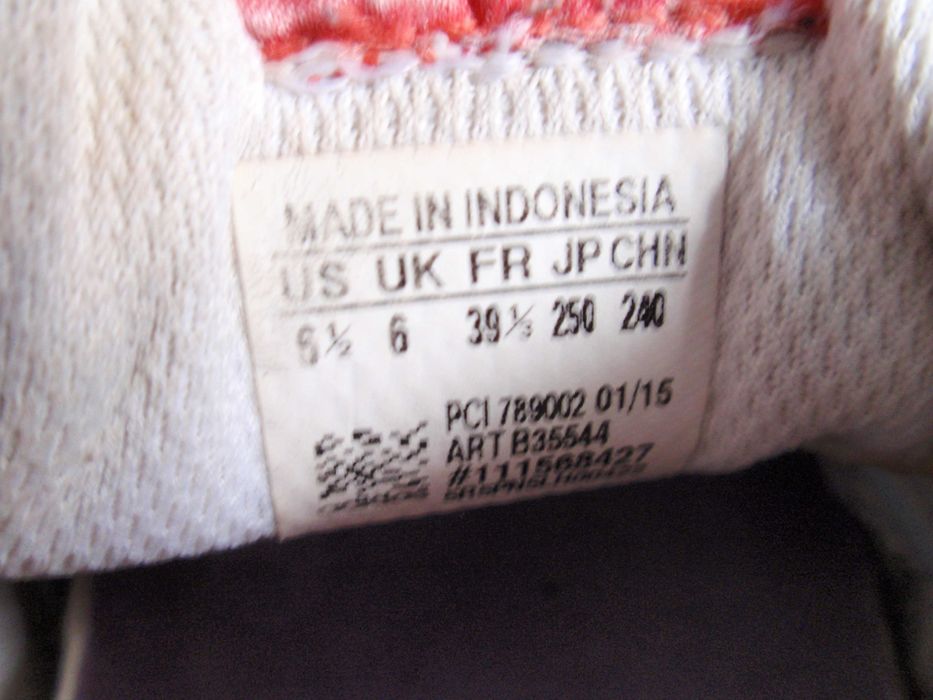 MADE IN INDONESIA
US UK FR JP CHN
6½ 6 39⅓ 250 240
PCI 789002 01/15
ART B35544
#111568427